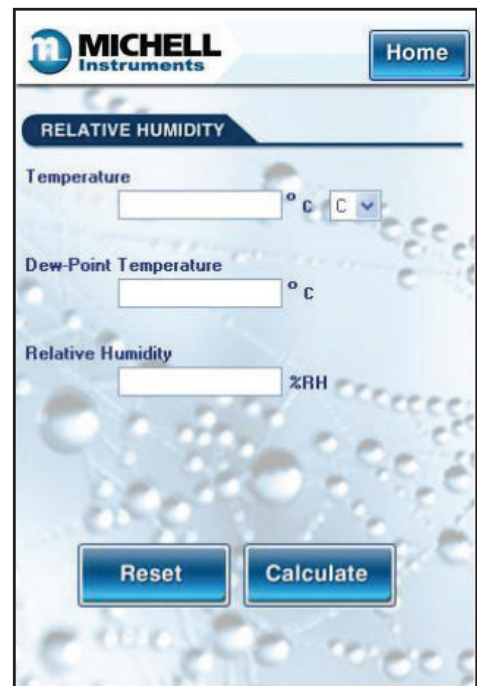 MICHELL
Instruments
Home
RELATIVE HUMIDITY
Temperature
° C C
Dew-Point Temperature
° C
Relative Humidity
%RH
Reset Calculate